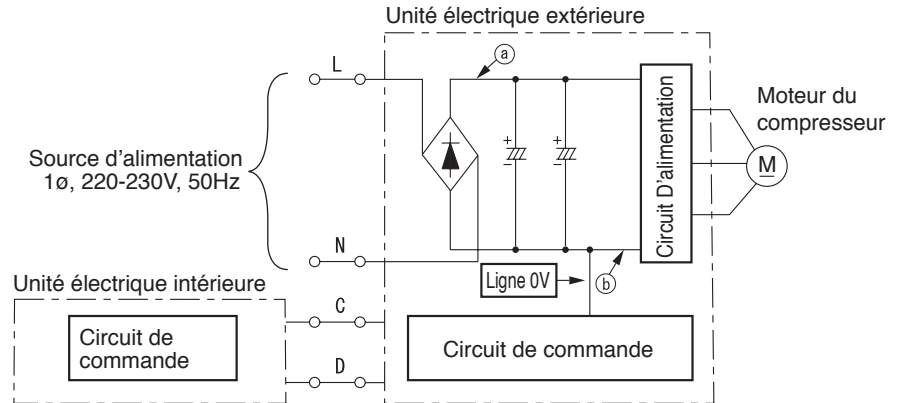 Unité électrique extérieure
L
ⓐ
+
-
+
-
Circuit D'alimentation
Moteur du
compresseur
M
Source d'alimentation
1ø, 220-230V, 50Hz
N
Ligne 0V
ⓑ
Unité électrique intérieure
C
Circuit de
commande
Circuit de commande
D